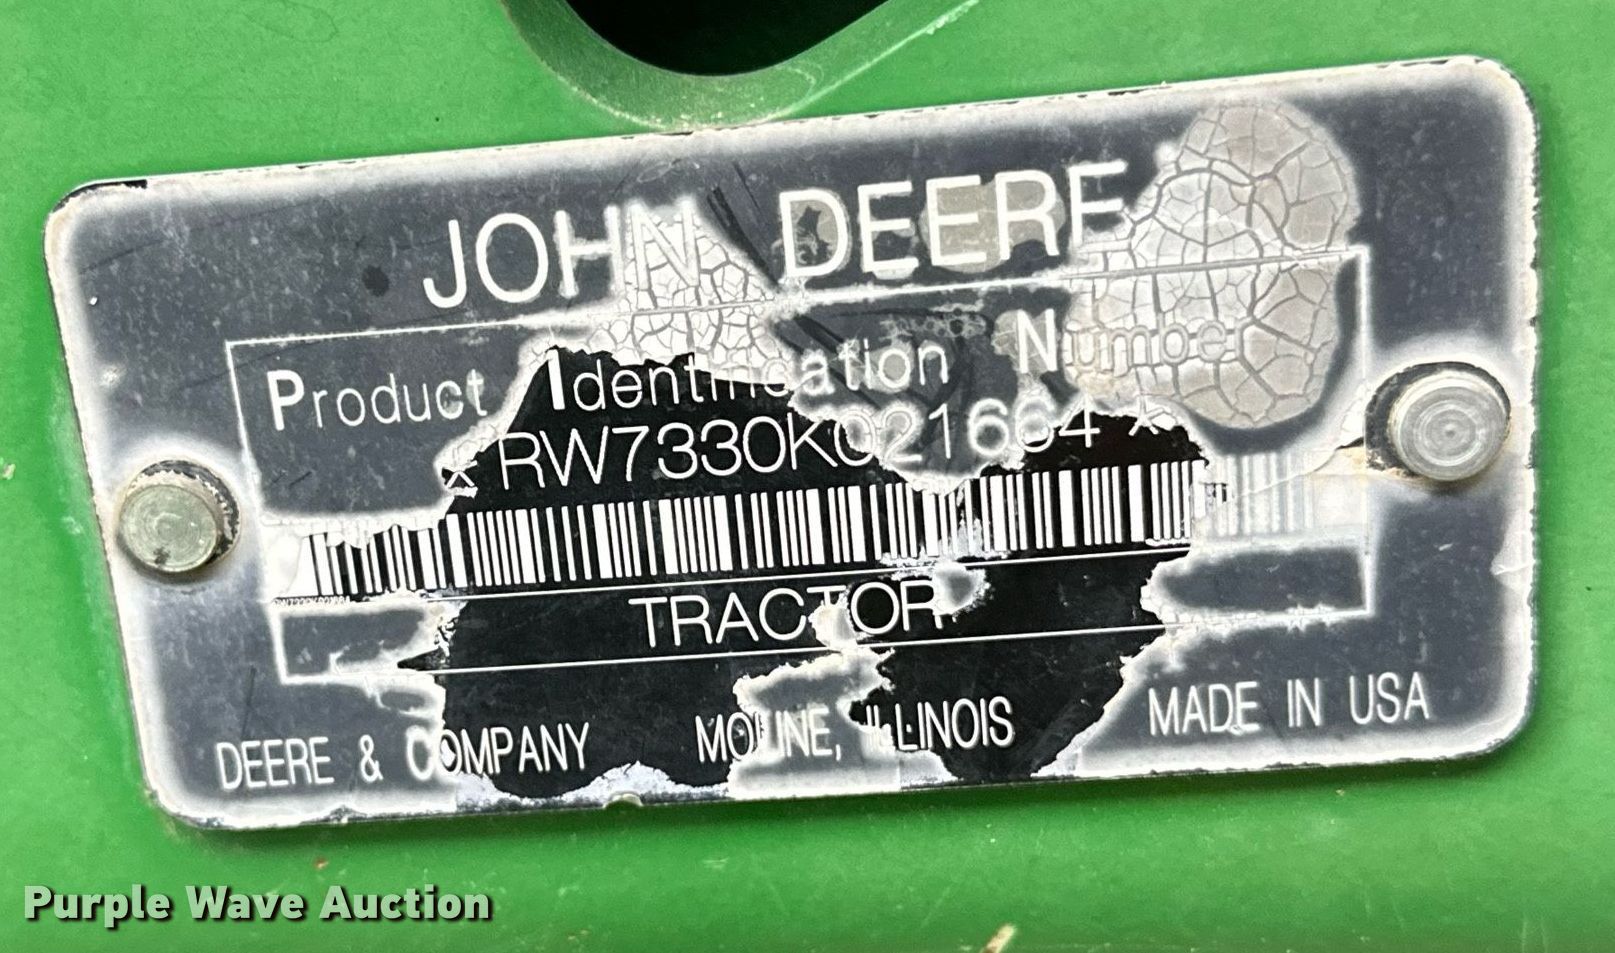 JOHN DEERE
Product Identification Number
*RW7330K021664*
TRACTOR
DEERE & COMPANY MOLINE, ILLINOIS MADE IN USA
Purple Wave Auction